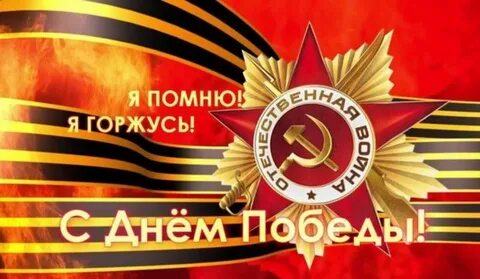 Я ПОМНЮ!
Я ГОРЖУСЬ!
ОТЕЧЕСТВЕННАЯ ВОЙНА
С Днём Победы!